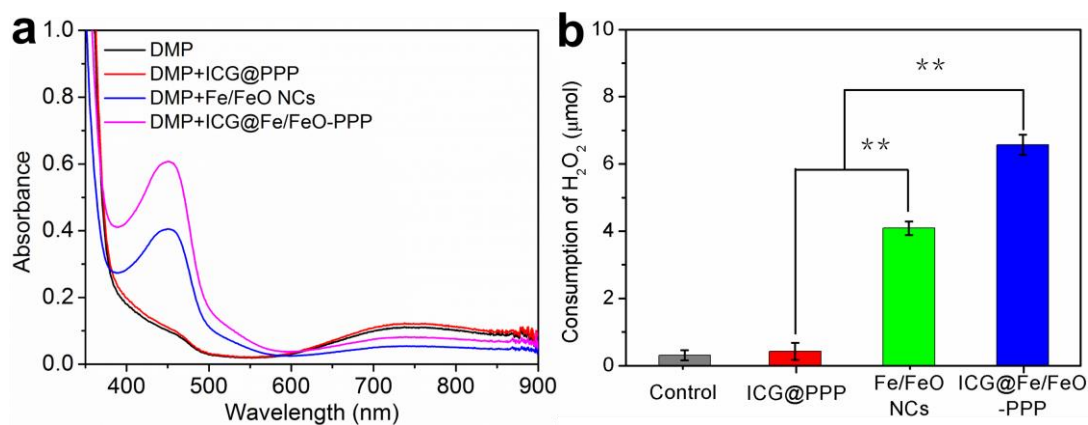 a
1.0
0.8
0.6
0.4
0.2
0.0
Absorbance
DMP
DMP+ICG@PPP
DMP+Fe/FeO NCs
DMP+ICG@Fe/FeO-PPP
400 500 600 700 800 900
Wavelength (nm)
b
10
8
6
4
2
0
Consumption of H₂O₂ (μmol)
**
**
Control
ICG@PPP
Fe/FeO
NCs
ICG@Fe/FeO
-PPP